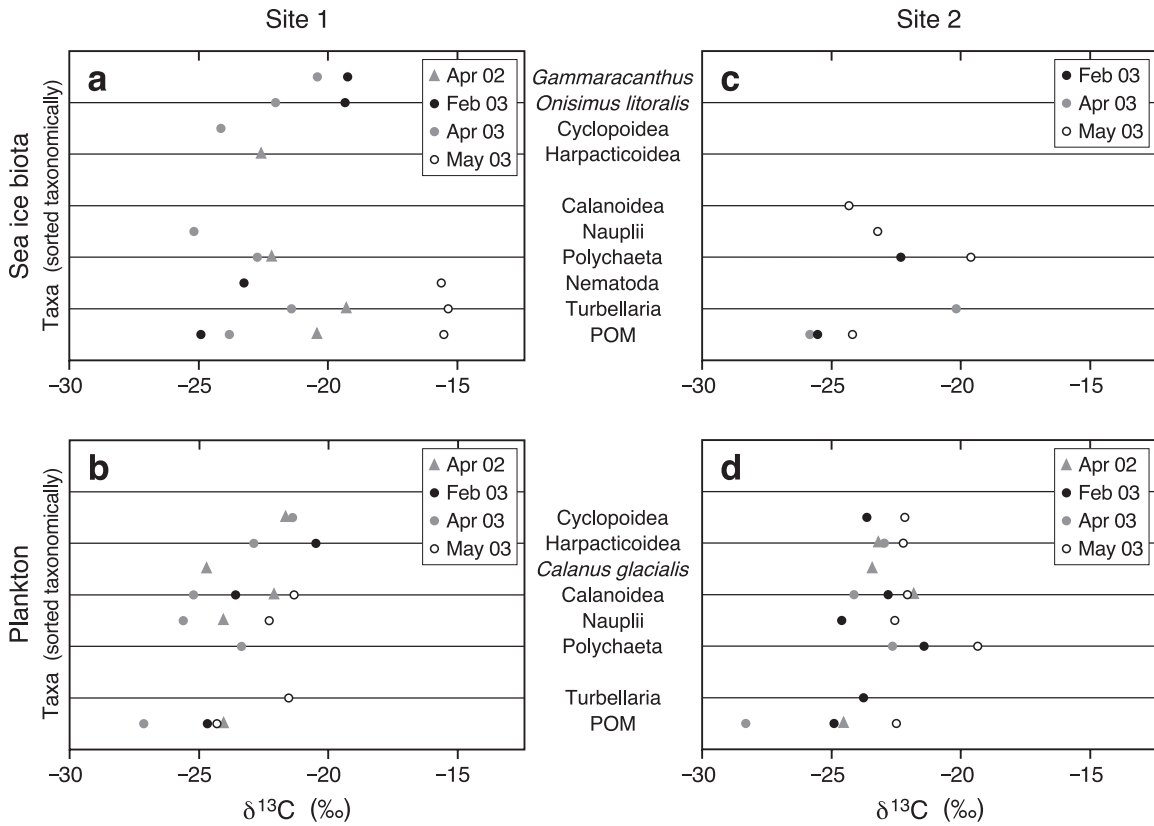 Site 1
Site 2
Sea ice biota
Taxa (sorted taxonomically)
a
Apr 02
Feb 03
Apr 03
May 03
−30
−25
−20
−15
Gammaracanthus
Onisimus litoralis
Cyclopoidea
Harpacticoidea
Calanoidea
Nauplii
Polychaeta
Nematoda
Turbellaria
POM
c
Feb 03
Apr 03
May 03
−30
−25
−20
−15
Plankton
Taxa (sorted taxonomically)
b
Apr 02
Feb 03
Apr 03
May 03
−30
−25
−20
−15
δ¹³C (‰)
Cyclopoidea
Harpacticoidea
Calanus glacialis
Calanoidea
Nauplii
Polychaeta
Turbellaria
POM
d
Apr 02
Feb 03
Apr 03
May 03
−30
−25
−20
−15
δ¹³C (‰)